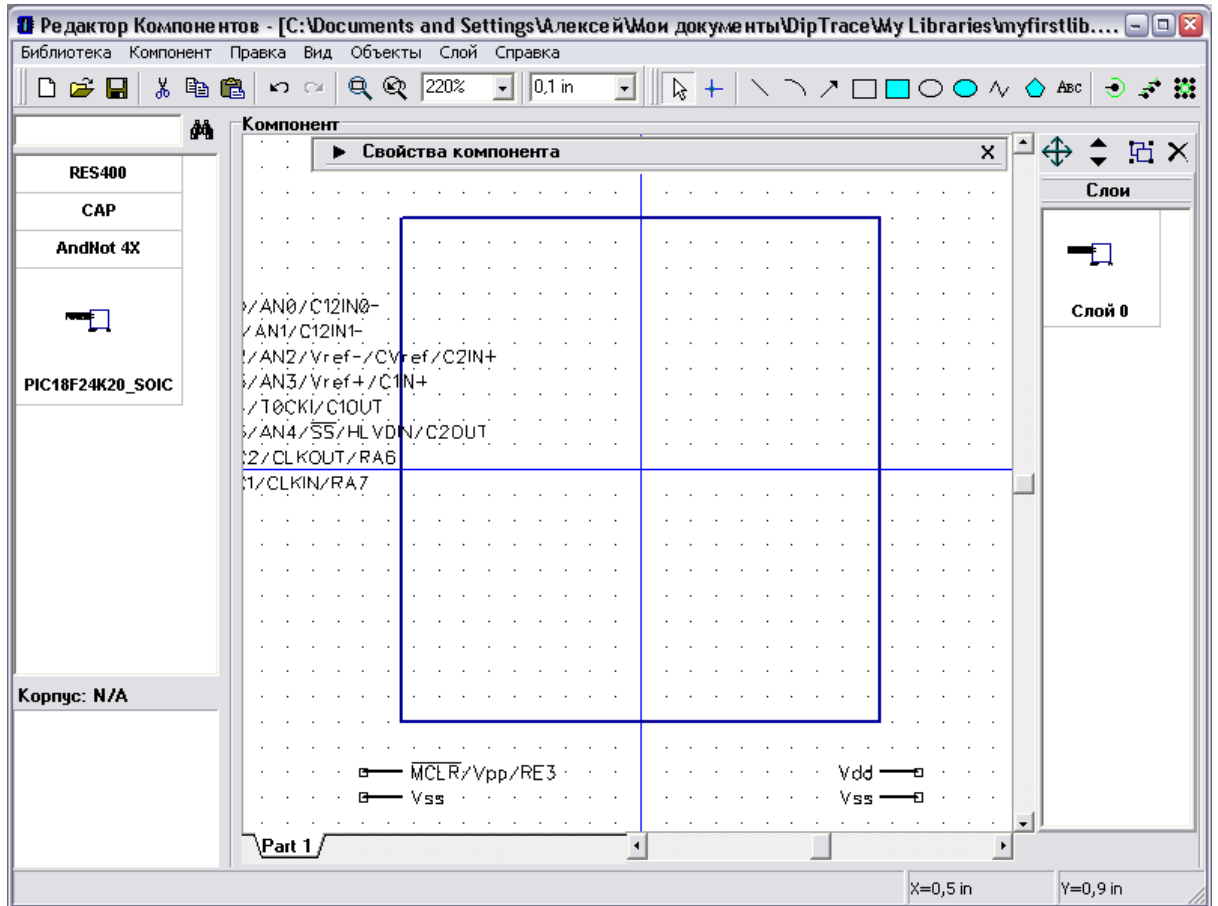 Редактор Компонентов - [C:\Documents and Settings\Алексей\Мои документы\DipTrace\My Libraries\myfirstlib....
Библиотека Компонент Правка Вид Объекты Слой Справка
220% 0,1 in ABC
Компонент
Свойства компонента
RES400
CAP
AndNot 4X
PIC18F24K20_SOIC
Слои
Слой 0
/AN0/C12IN0-
/AN1/C12IN1-
/AN2/Vref-/CVref/C2IN+
/AN3/Vref+/C1IN+
/T0CKI/C1OUT
/AN4/SS/HLVDIN/C2OUT
2/CLKOUT/RA6
1/CLKIN/RA7
Корпус: N/A
MCLR/Vpp/RE3 Vdd
Vss Vss
Part 1
X=0,5 in Y=0,9 in